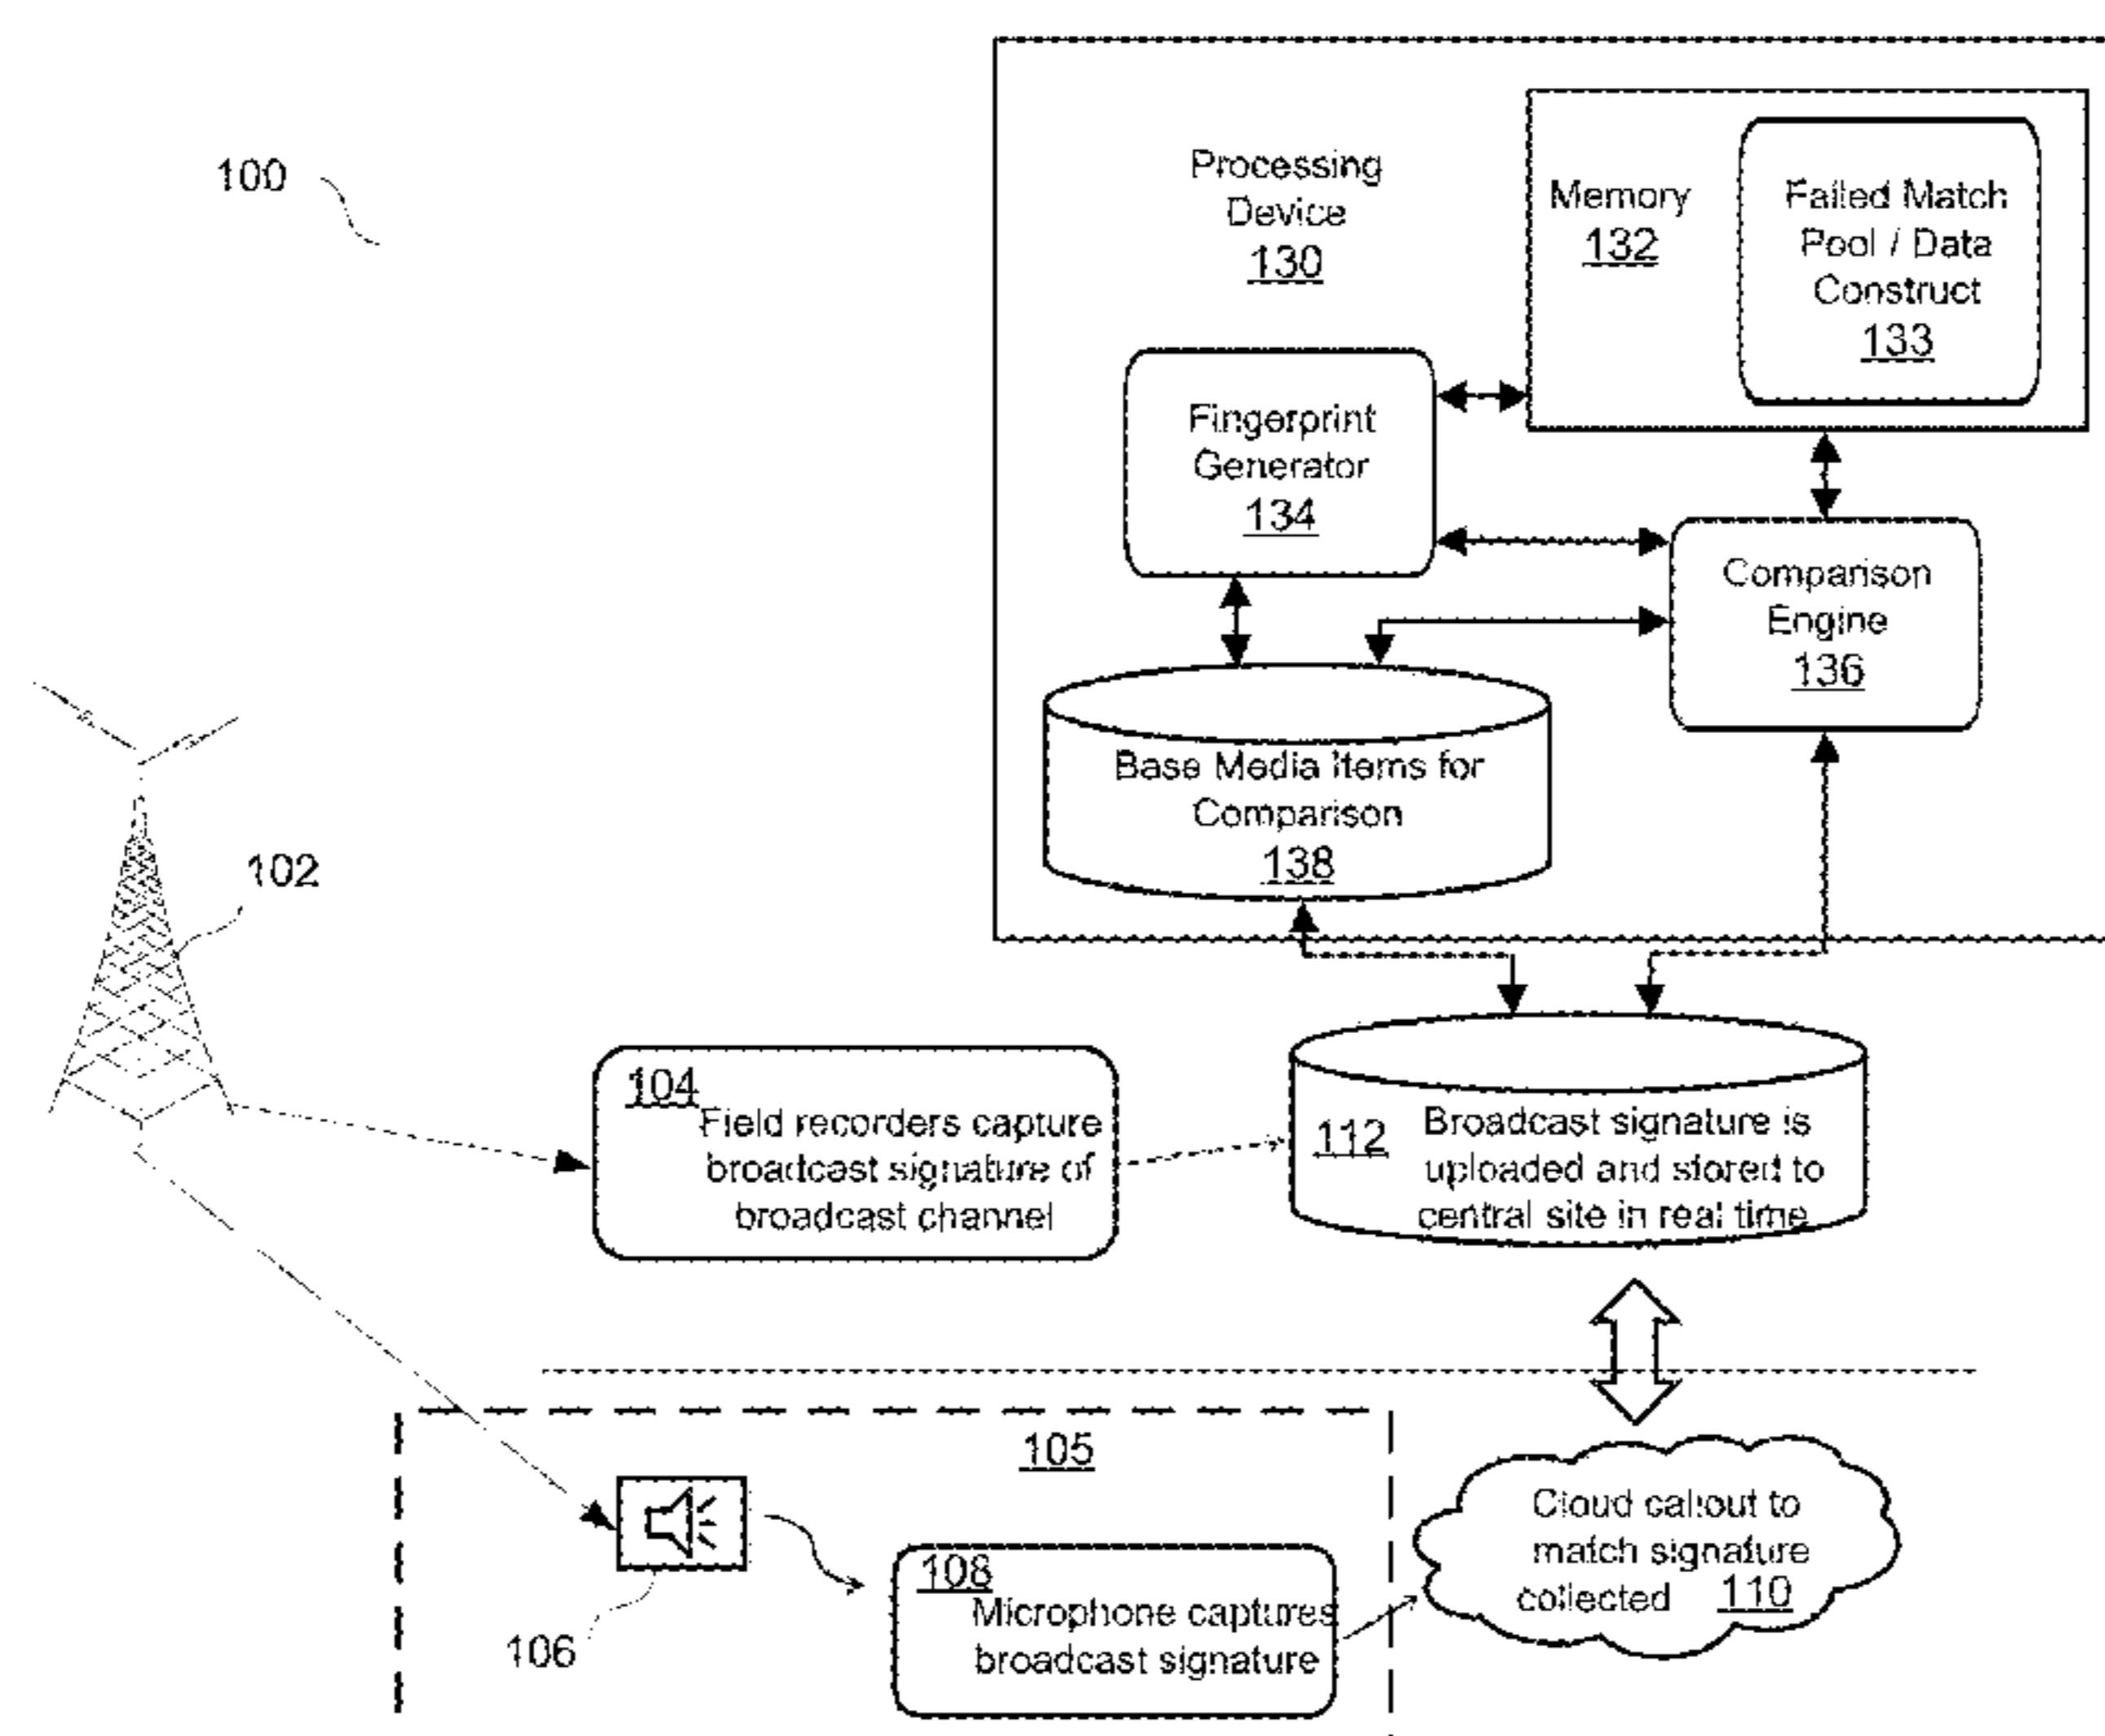 100
Processing
Device
130
Memory
132
Failed Match
Pool / Data
Construct
133
Fingerprint
Generator
134
Comparison
Engine
136
Base Media Items for
Comparison
138
102
104
Field recorders capture
broadcast signature of
broadcast channel
112
Broadcast signature is
uploaded and stored to
central site in real time
105
106
108
Microphone captures
broadcast signature
Cloud callout to
match signature
collected 110